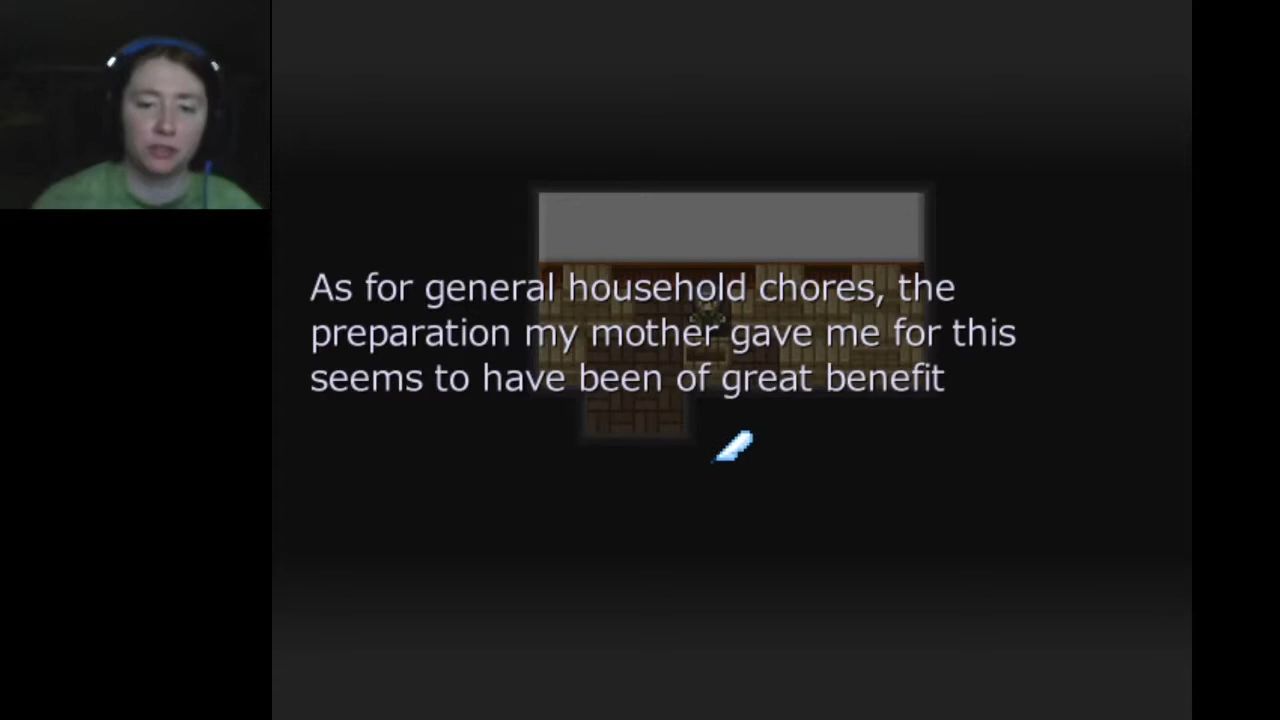 As for general household chores, the
preparation my mother gave me for this
seems to have been of great benefit